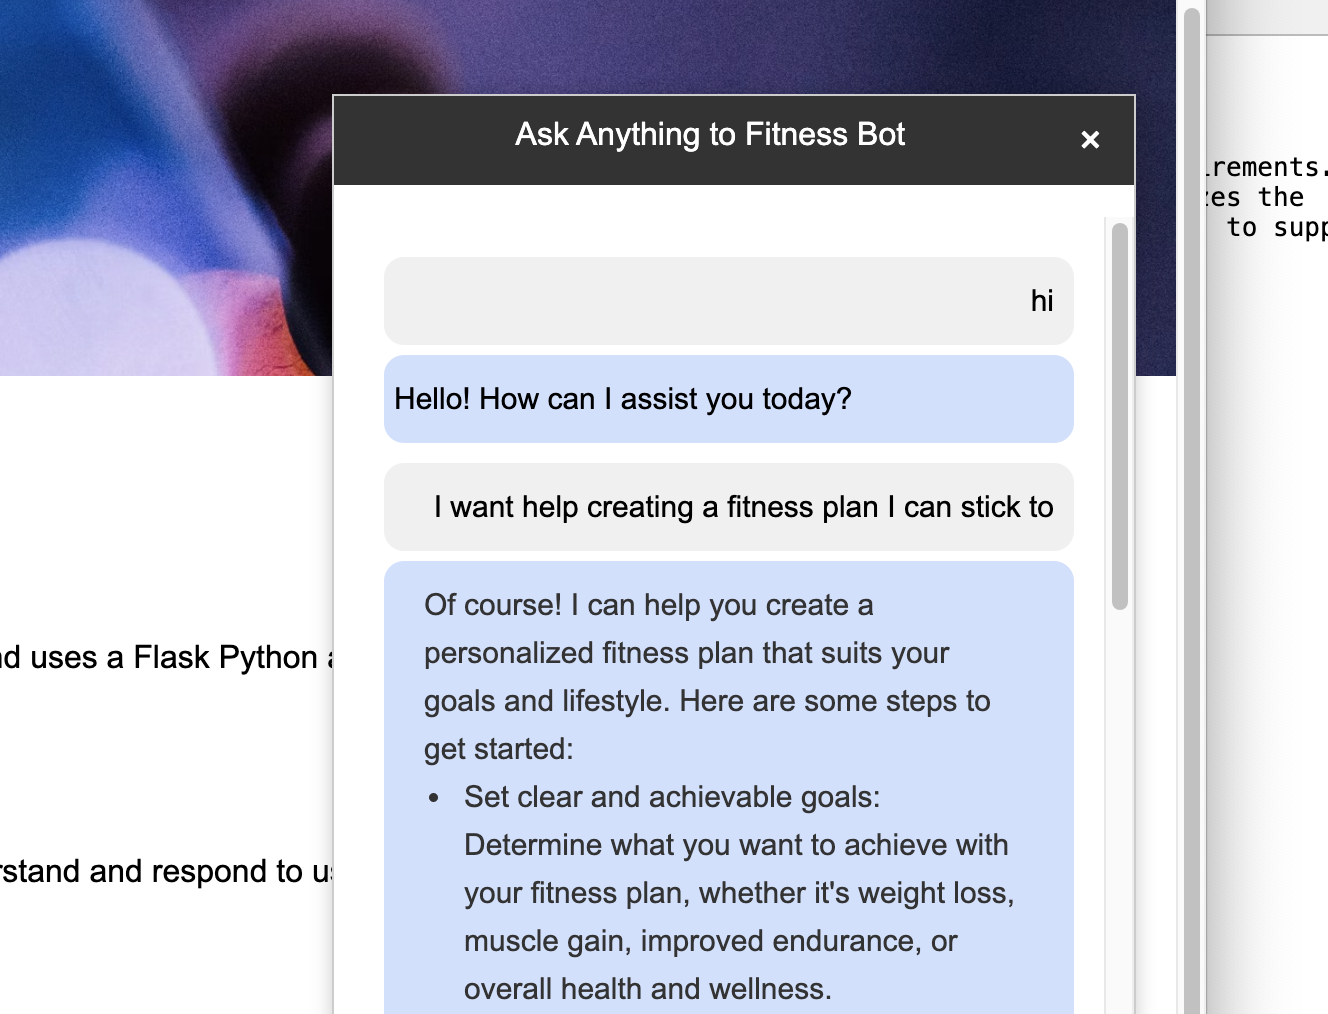 Ask Anything to Fitness Bot
×
hi
Hello! How can I assist you today?
I want help creating a fitness plan I can stick to
Of course! I can help you create a
personalized fitness plan that suits your
goals and lifestyle. Here are some steps to
get started:
• Set clear and achievable goals:
Determine what you want to achieve with
your fitness plan, whether it's weight loss,
muscle gain, improved endurance, or
overall health and wellness.
uses a Flask Python
and respond to
the
to